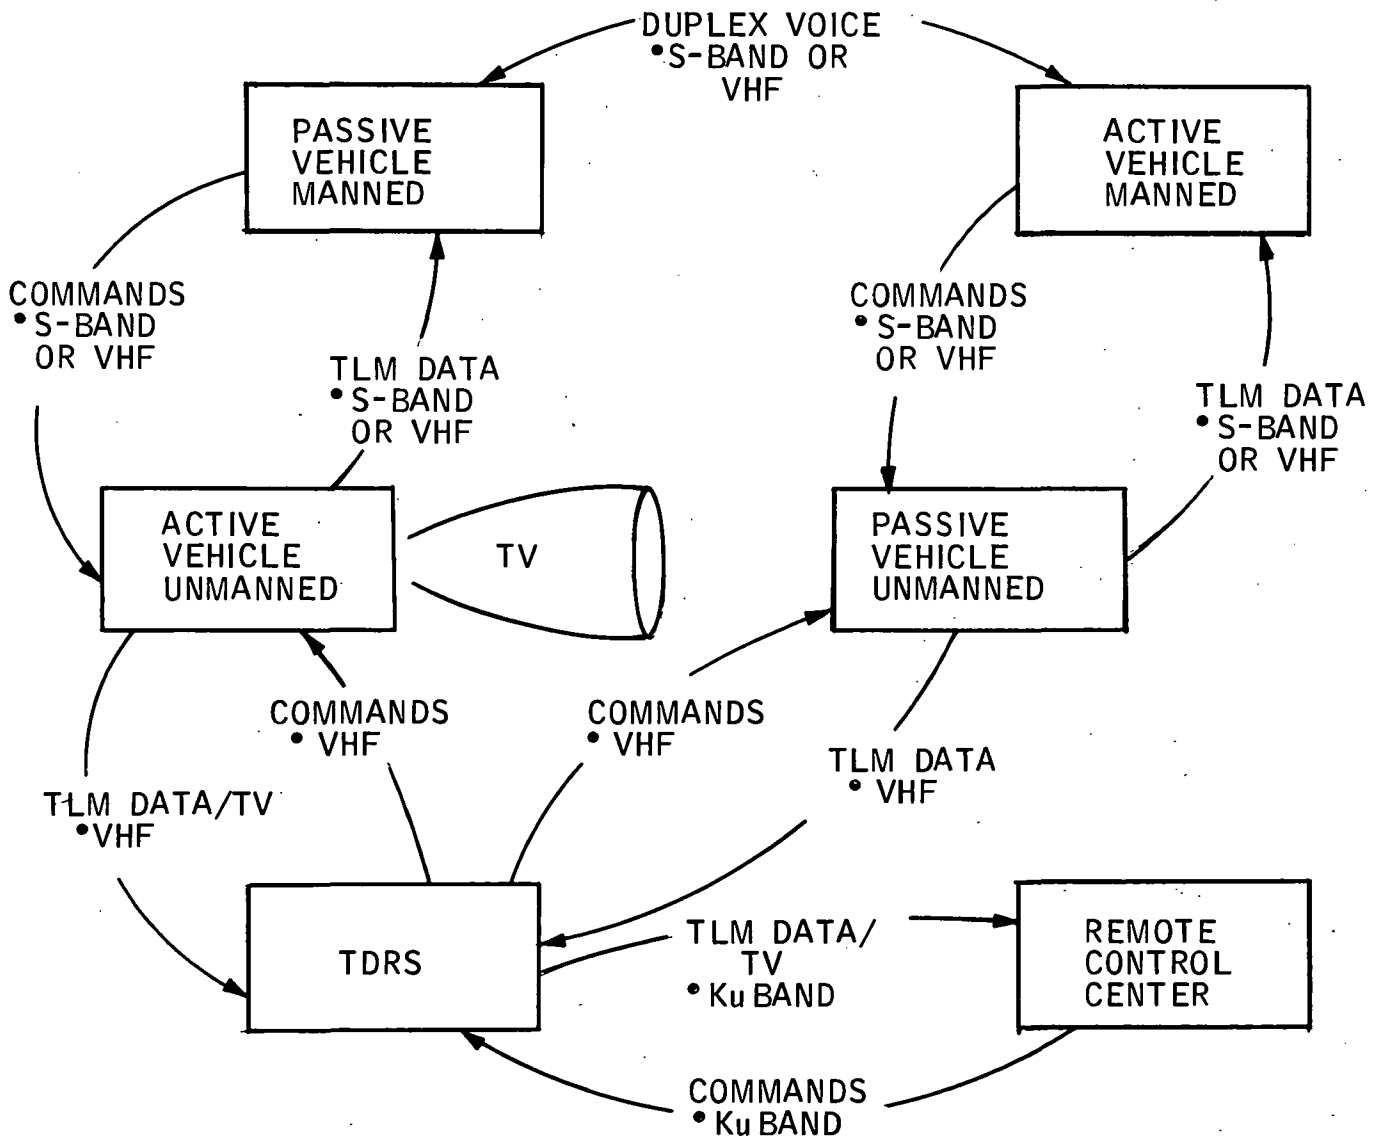 DUPLEX VOICE
•S-BAND OR
VHF
PASSIVE
VEHICLE
MANNED
ACTIVE
VEHICLE
MANNED
COMMANDS
•S-BAND
OR VHF
TLM DATA
•S-BAND
OR VHF
COMMANDS
•S-BAND
OR VHF
TLM DATA
•S-BAND
OR VHF
ACTIVE
VEHICLE
UNMANNED
TV
PASSIVE
VEHICLE
UNMANNED
COMMANDS
•VHF
COMMANDS
•VHF
TLM DATA
•VHF
TLM DATA/TV
•VHF
TDRS
TLM DATA/
TV
•Ku BAND
REMOTE
CONTROL
CENTER
COMMANDS
•Ku BAND